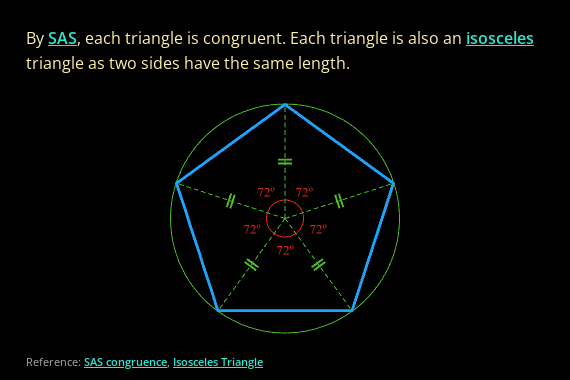 By SAS, each triangle is congruent. Each triangle is also an isosceles
triangle as two sides have the same length.
72° 72°
72° 72°
72°
Reference: SAS congruence, Isosceles Triangle